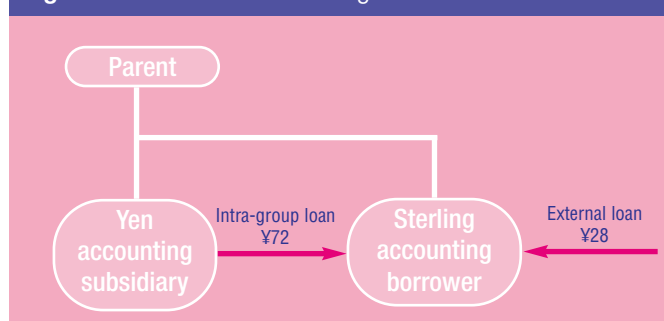 Parent
Yen
accounting
subsidiary
Intra-group loan
¥72
Sterling
accounting
borrower
External loan
¥28